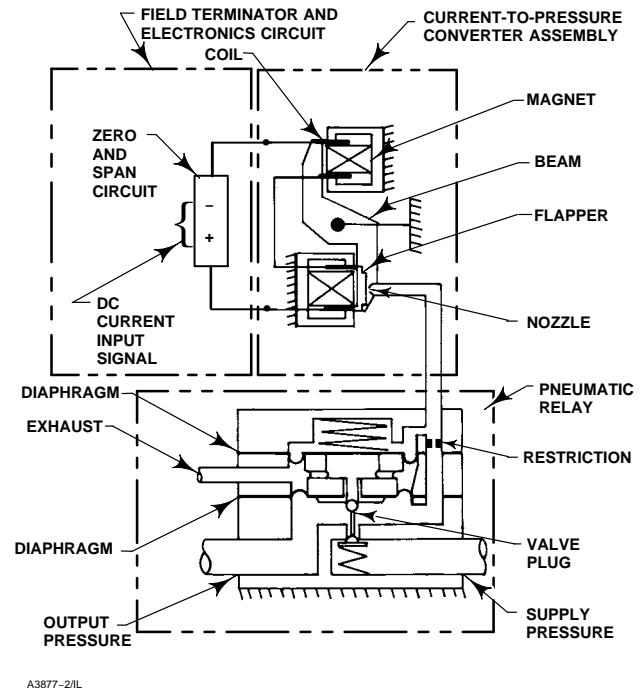 FIELD TERMINATOR AND
ELECTRONICS CIRCUIT
CURRENT-TO-PRESSURE
CONVERTER ASSEMBLY
COIL
MAGNET
ZERO
AND
SPAN
CIRCUIT
BEAM
FLAPPER
−
+
DC
CURRENT
INPUT
SIGNAL
NOZZLE
DIAPHRAGM
PNEUMATIC
RELAY
EXHAUST
RESTRICTION
DIAPHRAGM
VALVE
PLUG
OUTPUT
PRESSURE
SUPPLY
PRESSURE
A3877−2/IL